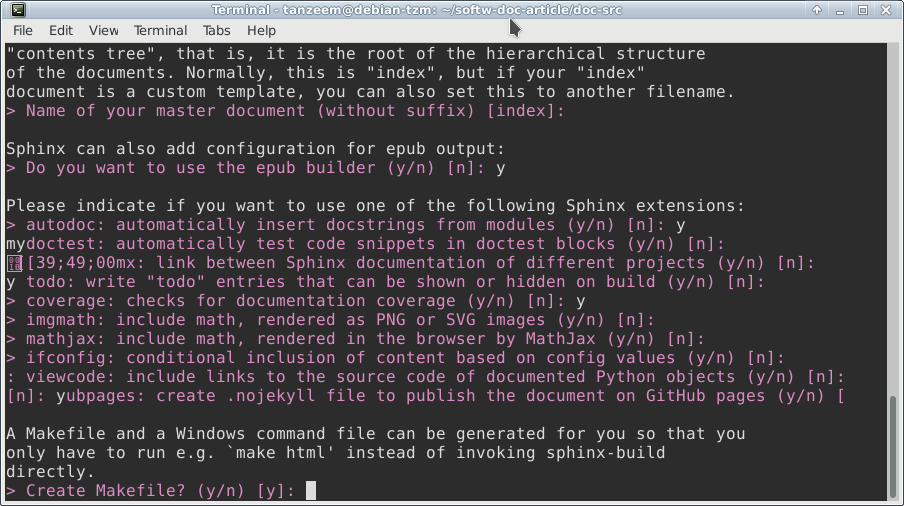 Terminal - tanzeem@debian-tzm: ~/softw-doc-article/doc-src
File Edit View Terminal Tabs Help
"contents tree", that is, it is the root of the hierarchical structure
of the documents. Normally, this is "index", but if your "index"
document is a custom template, you can also set this to another filename.
> Name of your master document (without suffix) [index]:
Sphinx can also add configuration for epub output:
> Do you want to use the epub builder (y/n) [n]: y
Please indicate if you want to use one of the following Sphinx extensions:
> autodoc: automatically insert docstrings from modules (y/n) [n]: y
mydoctest: automatically test code snippets in doctest blocks (y/n) [n]:
[39;49;00mx: link between Sphinx documentation of different projects (y/n) [n]:
y todo: write "todo" entries that can be shown or hidden on build (y/n) [n]:
> coverage: checks for documentation coverage (y/n) [n]: y
> imgmath: include math, rendered as PNG or SVG images (y/n) [n]:
> mathjax: include math, rendered in the browser by MathJax (y/n) [n]:
> ifconfig: conditional inclusion of content based on config values (y/n) [n]:
: viewcode: include links to the source code of documented Python objects (y/n) [n]:
[n]: yubpages: create .nojekyll file to publish the document on GitHub pages (y/n) [
A Makefile and a Windows command file can be generated for you so that you
only have to run e.g. `make html' instead of invoking sphinx-build
directly.
> Create Makefile? (y/n) [y]: